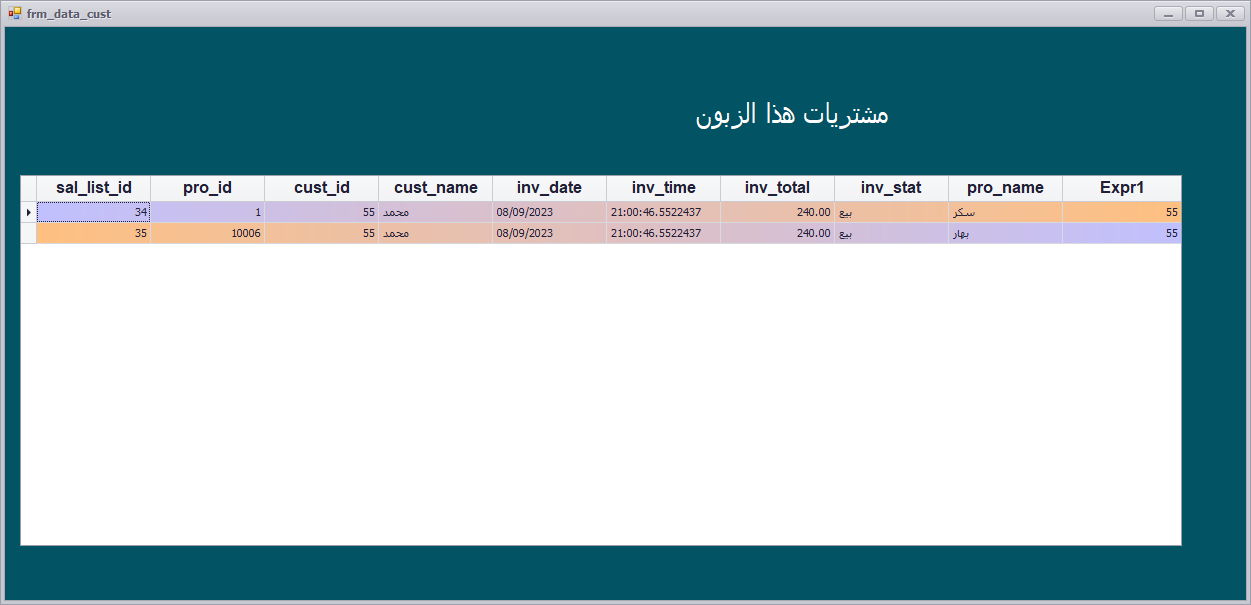 frm_data_cust
مشتريات هذا الزبون
sal_list_id pro_id cust_id cust_name inv_date inv_time inv_total inv_stat pro_name Expr1
34 1 55 محمد 08/09/2023 21:00:46.5522437 240.00 بيع سكر 55
35 10006 55 محمد 08/09/2023 21:00:46.5522437 240.00 بيع بهار 55